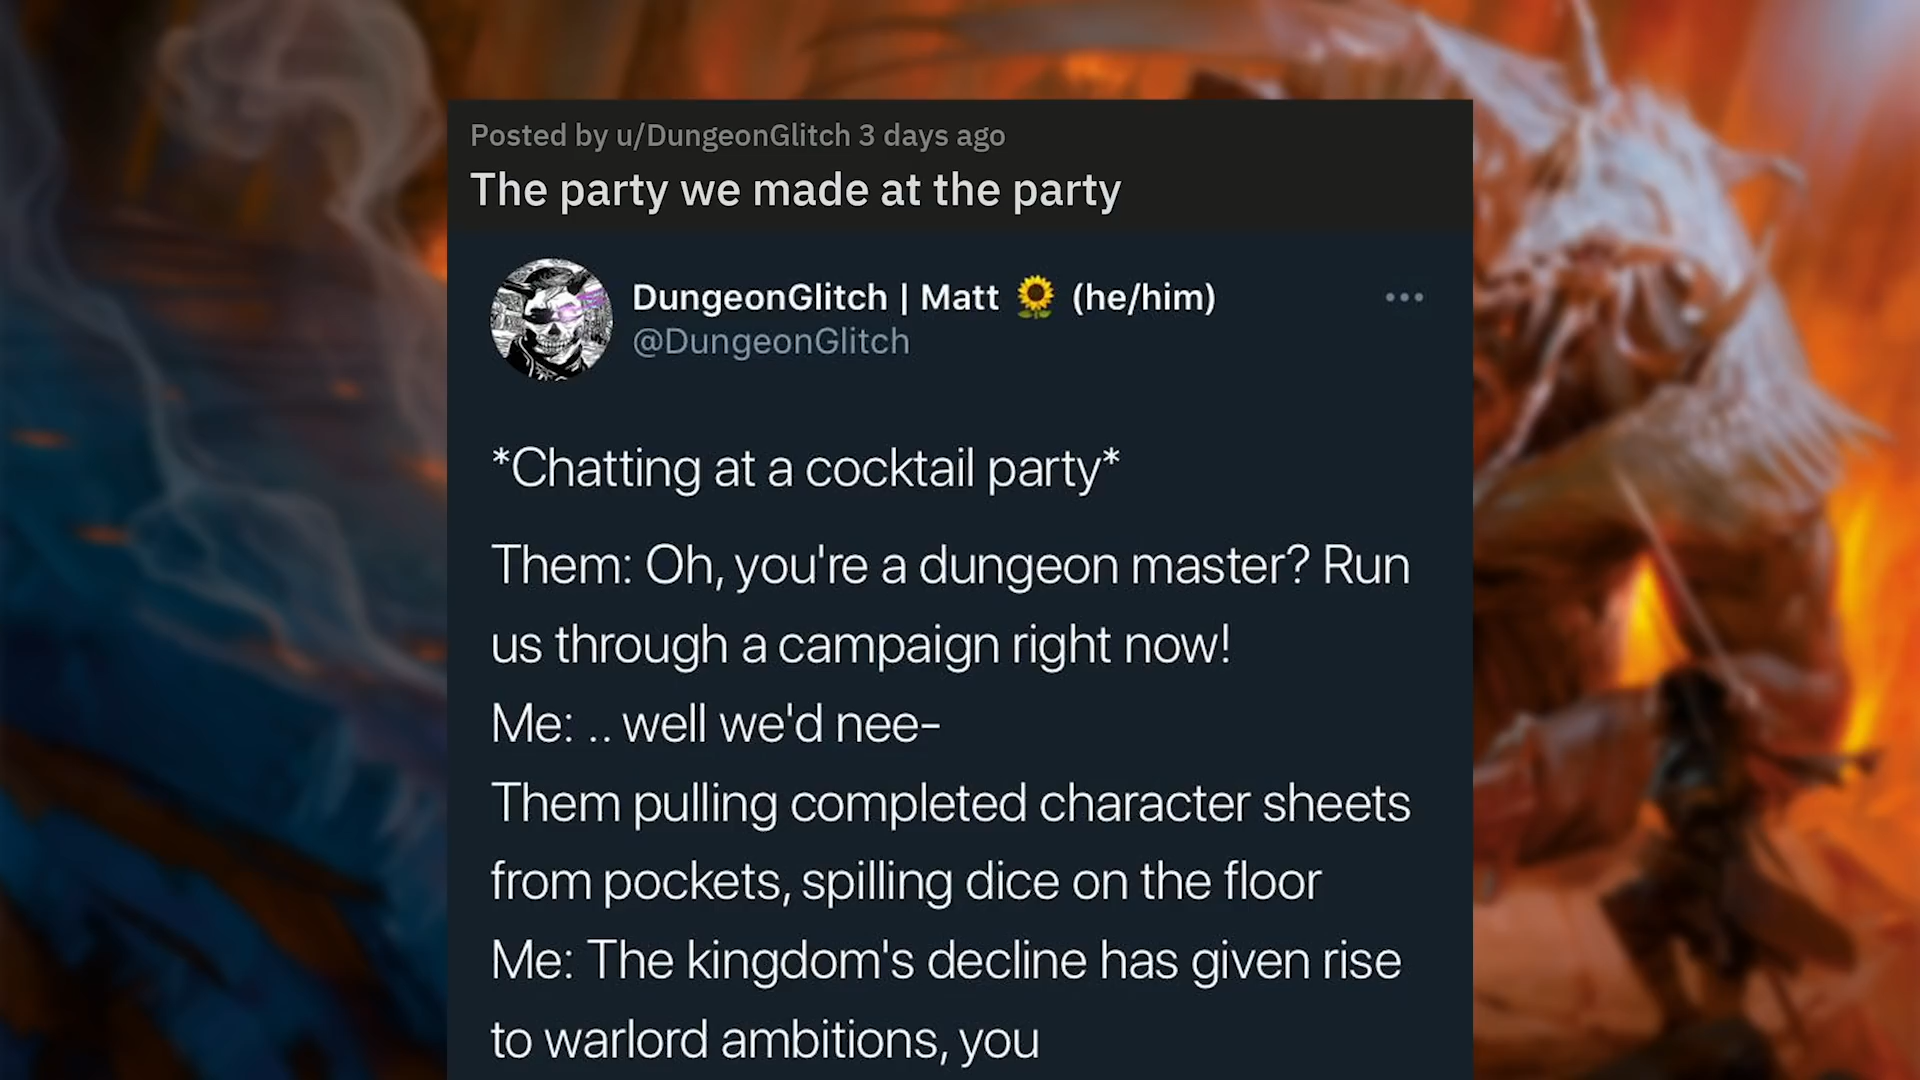 Posted by u/DungeonGlitch 3 days ago
The party we made at the party
DungeonGlitch | Matt 🌻 (he/him)
@DungeonGlitch
*Chatting at a cocktail party*
Them: Oh, you're a dungeon master? Run
us through a campaign right now!
Me: .. well we'd nee-
Them pulling completed character sheets
from pockets, spilling dice on the floor
Me: The kingdom's decline has given rise
to warlord ambitions, you